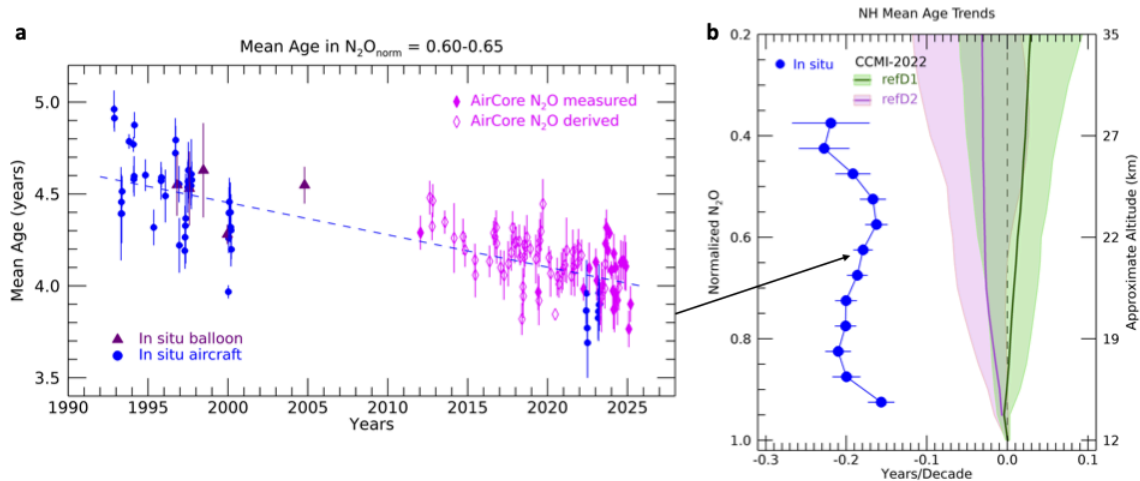 a
Mean Age in N₂Oₙₒᵣₘ = 0.60-0.65
AirCore N₂O measured
AirCore N₂O derived
In situ balloon
In situ aircraft
Mean Age (years)
5.0
4.5
4.0
3.5
1990 1995 2000 2005 2010 2015 2020 2025
Years
b
NH Mean Age Trends
In situ
CCMI-2022
refD1
refD2
Normalized N₂O
0.2
0.4
0.6
0.8
1.0
35
27
22
19
12
Approximate Altitude (km)
-0.3 -0.2 -0.1 0.0 0.1
Years/Decade